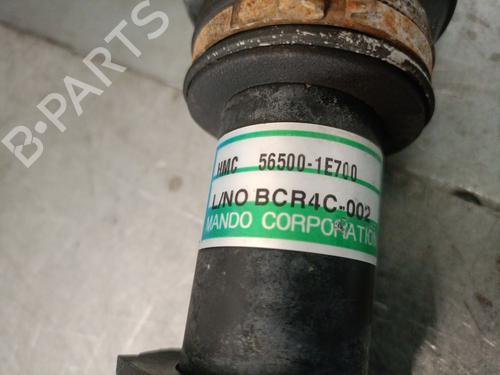 B-PARTS
HMC 56500-1E700
L/NO BCR4C-002
MANDO CORPORATION